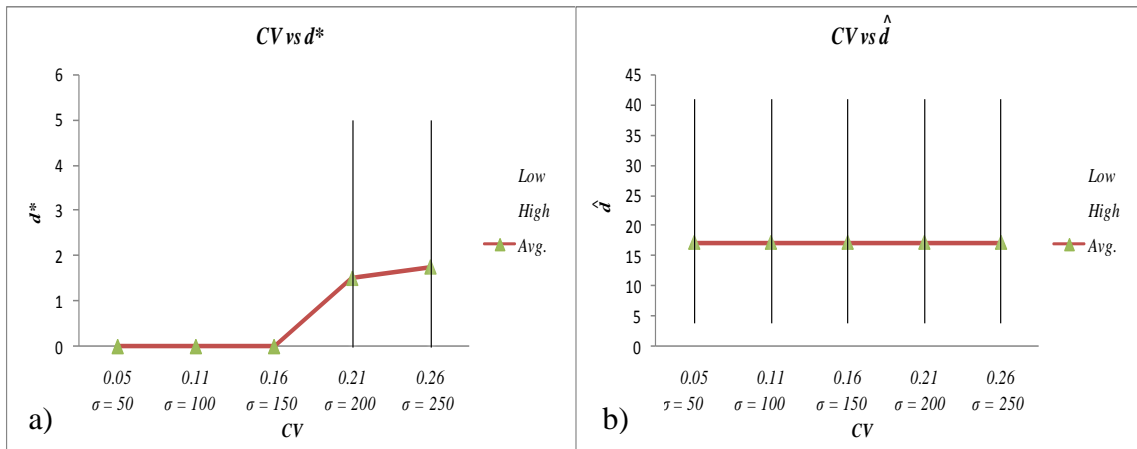 CV vs d*
6
5
4
3
2
1
0
d*
0.05 0.11 0.16 0.21 0.26
σ = 50 σ = 100 σ = 150 σ = 200 σ = 250
CV
Low
High
Avg.
a)
CV vs d̂
45
40
35
30
25
20
15
10
5
0
d̂
0.05 0.11 0.16 0.21 0.26
σ = 50 σ = 100 σ = 150 σ = 200 σ = 250
CV
Low
High
Avg.
b)